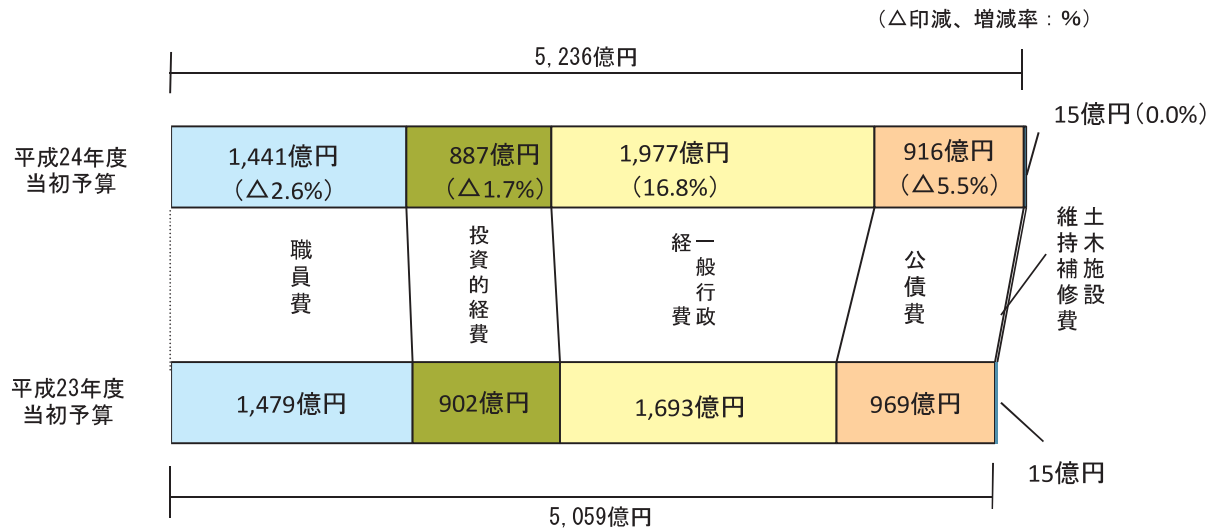 （△印減、増減率：%）
5,236億円
15億円(0.0%)
平成24年度
当初予算
1,441億円
(△2.6%)
887億円
(△1.7%)
1,977億円
(16.8%)
916億円
(△5.5%)
職員費
投資的経費
一般行政
経費
公債費
土木施設
維持補修費
平成23年度
当初予算
1,479億円
902億円
1,693億円
969億円
15億円
5,059億円